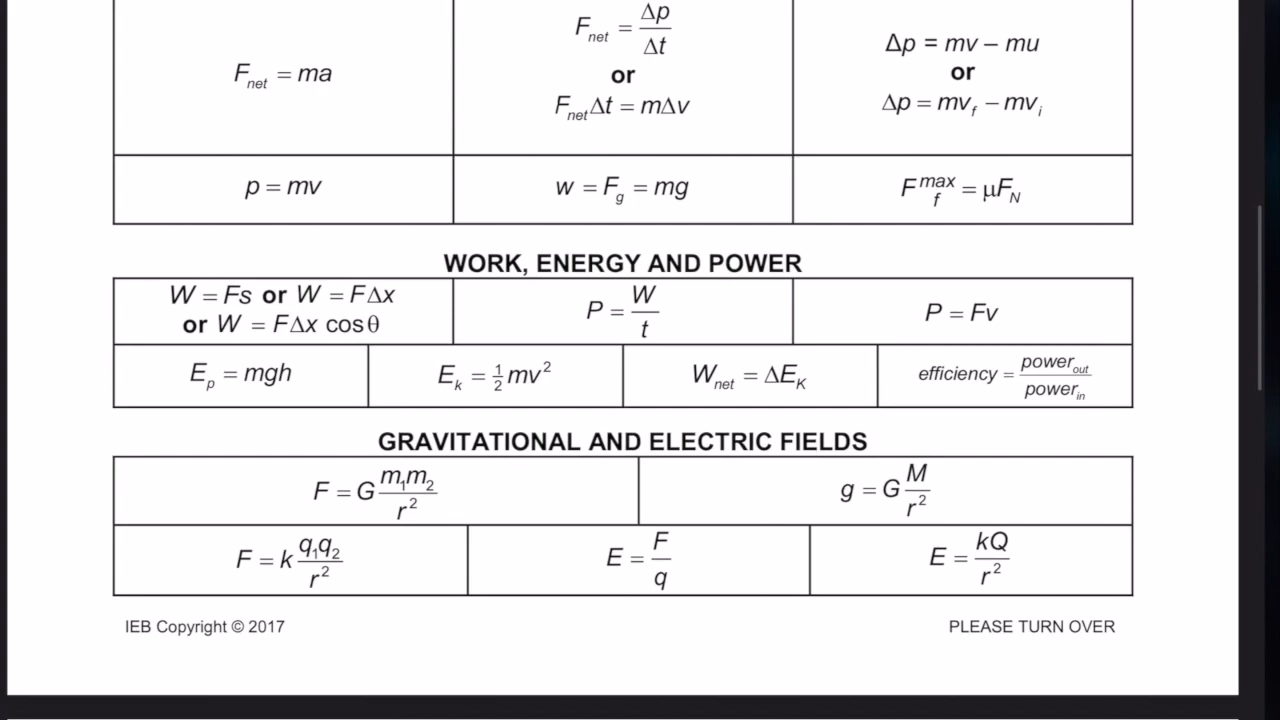 F_net = ma
F_net = Δp/Δt
or
F_net Δt = mΔv
Δp = mv – mu
or
Δp = mv_f – mv_i
p = mv
w = F_g = mg
F_f^max = μF_N
WORK, ENERGY AND POWER
W = Fs or W = FΔx
or W = FΔx cosθ
P = W/t
P = Fv
E_p = mgh
E_k = ½mv²
W_net = ΔE_K
efficiency = power_out/power_in
GRAVITATIONAL AND ELECTRIC FIELDS
F = G m₁m₂/r²
g = G M/r²
F = k q₁q₂/r²
E = F/q
E = kQ/r²
IEB Copyright © 2017
PLEASE TURN OVER